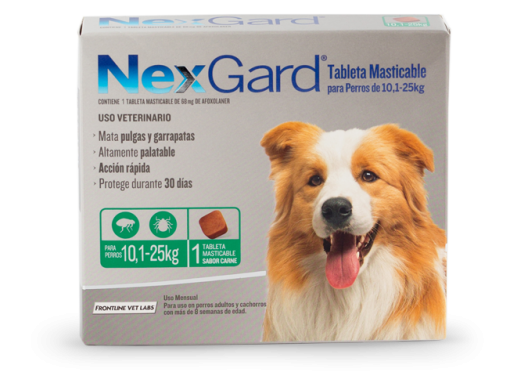 NexGard®
Tableta Masticable
para Perros de 10,1-25kg
CONTIENE 1 TABLETA MASTICABLE DE 68 mg DE AFOXOLANER
USO VETERINARIO
• Mata pulgas y garrapatas
• Altamente palatable
• Acción rápida
• Protege durante 30 días
PARA PERROS 10,1-25kg
1 TABLETA MASTICABLE SABOR CARNE
FRONTLINE VET LABS
Uso Mensual
Para uso en perros adultos y cachorros
con más de 8 semanas de edad.